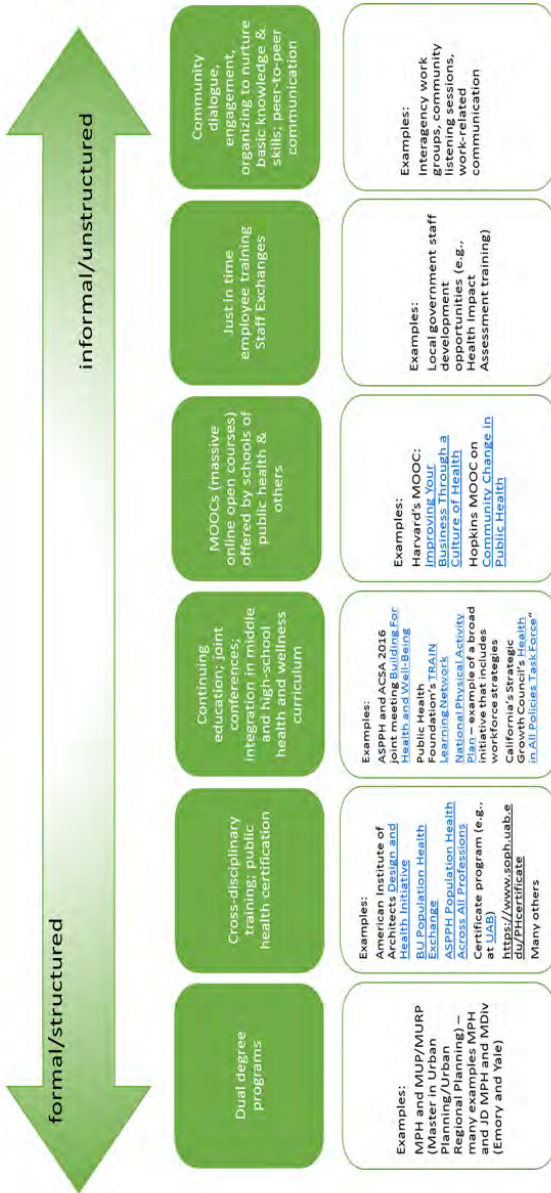 formal/structured
informal/unstructured
Dual degree
programs
Cross-disciplinary
training; public
health certification
Continuing
education; joint
conferences;
integration in middle
and high-school
health and wellness
curriculum
MOOCs (massive
online open courses)
offered by schools of
public health &
others
Just in time
employee training
Staff Exchanges
Community
dialogue,
engagement,
organizing to nurture
basic knowledge &
skills; peer-to-peer
communication
Examples:
MPH and MUP/MURP
(Master in Urban
Planning/Urban
Regional Planning) –
many examples MPH
and JD MPH and MDiv
(Emory and Yale)
Examples:
American Institute of
Architects Design and
Health Initiative
BU Population Health
Exchange
ASPPH Population Health
Across All Professions
Certificate program (e.g.,
at UAB)
https://www.soph.uab.e
du/PHcertificate
Many others
Examples:
ASPPH and ACSA 2016
joint meeting Building For
Health and Well-Being
Public Health
Foundation's TRAIN
Learning Network
National Physical Activity
Plan – example of a broad
initiative that includes
workforce strategies
California's Strategic
Growth Council's Health
in All Policies Task Force"
Examples:
Harvard's MOOC:
Improving Your
Business Through a
Culture of Health
Hopkins MOOC on
Community Change in
Public Health
Examples:
Local government staff
development
opportunities (e.g.,
Health Impact
Assessment training)
Examples:
Interagency work
groups, community
listening sessions,
work-related
communication